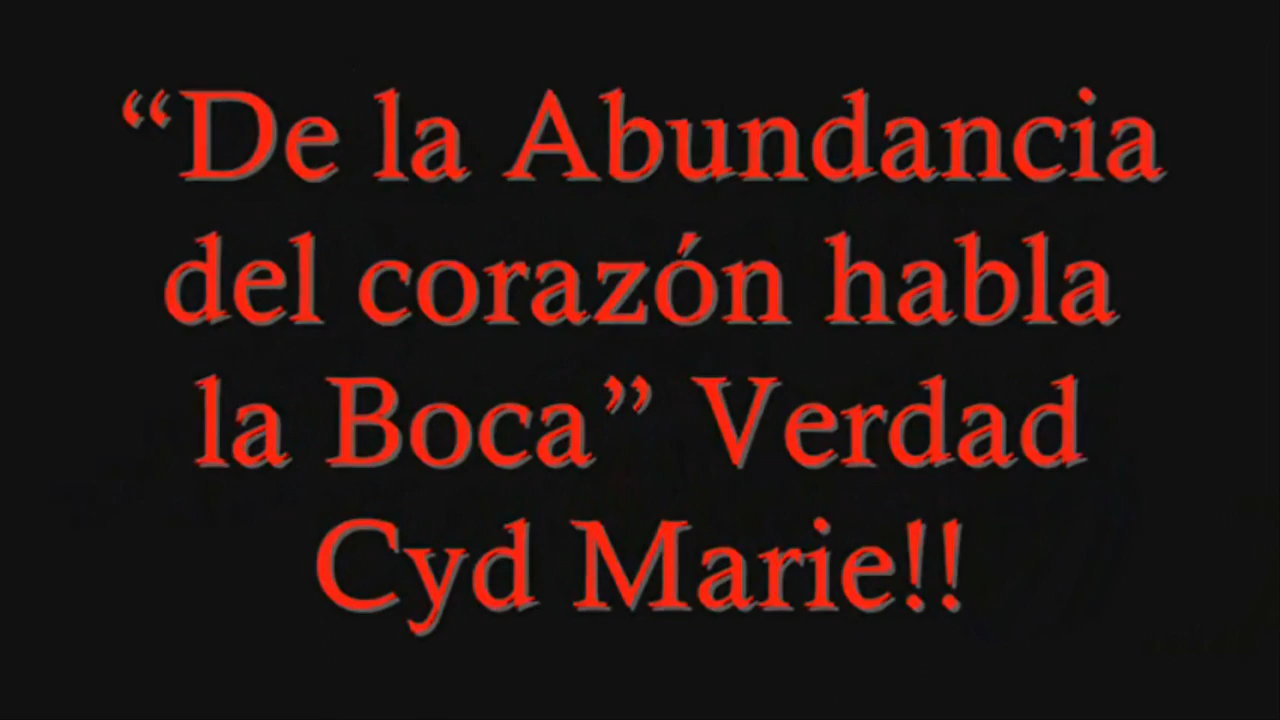 “De la Abundancia
del corazón habla
la Boca” Verdad
Cyd Marie!!